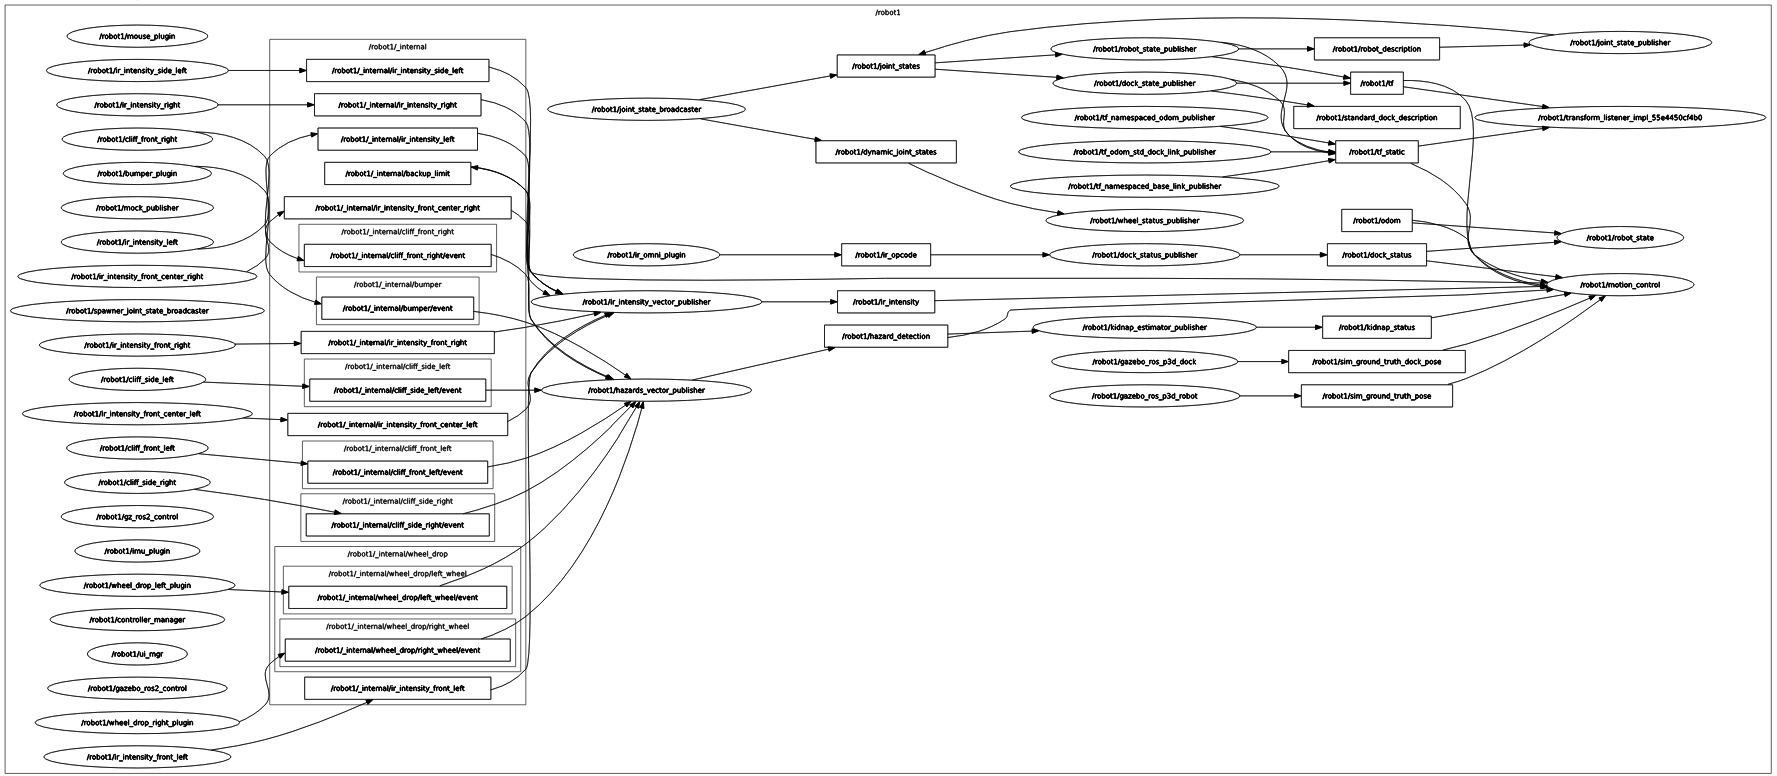 /robot1
/robot1/mouse_plugin
/robot1/ir_intensity_side_left
/robot1/ir_intensity_right
/robot1/cliff_front_right
/robot1/bumper_plugin
/robot1/mock_publisher
/robot1/ir_intensity_left
/robot1/ir_intensity_front_center_right
/robot1/spawner_joint_state_broadcaster
/robot1/ir_intensity_front_right
/robot1/cliff_side_left
/robot1/ir_intensity_front_center_left
/robot1/cliff_front_left
/robot1/cliff_side_right
/robot1/gz_ros2_control
/robot1/imu_plugin
/robot1/wheel_drop_left_plugin
/robot1/controller_manager
/robot1/ui_mgr
/robot1/gazebo_ros2_control
/robot1/wheel_drop_right_plugin
/robot1/ir_intensity_front_left
/robot1/_internal
/robot1/_internal/ir_intensity_side_left
/robot1/_internal/ir_intensity_right
/robot1/_internal/ir_intensity_left
/robot1/_internal/backup_limit
/robot1/_internal/ir_intensity_front_center_right
/robot1/_internal/cliff_front_right
/robot1/_internal/cliff_front_right/event
/robot1/_internal/bumper
/robot1/_internal/bumper/event
/robot1/_internal/ir_intensity_front_right
/robot1/_internal/cliff_side_left
/robot1/_internal/cliff_side_left/event
/robot1/_internal/ir_intensity_front_center_left
/robot1/_internal/cliff_front_left
/robot1/_internal/cliff_front_left/event
/robot1/_internal/cliff_side_right
/robot1/_internal/cliff_side_right/event
/robot1/_internal/wheel_drop
/robot1/_internal/wheel_drop/left_wheel
/robot1/_internal/wheel_drop/left_wheel/event
/robot1/_internal/wheel_drop/right_wheel
/robot1/_internal/wheel_drop/right_wheel/event
/robot1/_internal/ir_intensity_front_left
/robot1/joint_state_broadcaster
/robot1/ir_omni_plugin
/robot1/ir_intensity_vector_publisher
/robot1/hazards_vector_publisher
/robot1/joint_states
/robot1/dynamic_joint_states
/robot1/ir_opcode
/robot1/ir_intensity
/robot1/hazard_detection
/robot1/robot_state_publisher
/robot1/dock_state_publisher
/robot1/tf_namespaced_odom_publisher
/robot1/tf_odom_std_dock_link_publisher
/robot1/tf_namespaced_base_link_publisher
/robot1/wheel_status_publisher
/robot1/dock_status_publisher
/robot1/kidnap_estimator_publisher
/robot1/gazebo_ros_p3d_dock
/robot1/gazebo_ros_p3d_robot
/robot1/robot_description
/robot1/tf
/robot1/standard_dock_description
/robot1/tf_static
/robot1/odom
/robot1/dock_status
/robot1/kidnap_status
/robot1/sim_ground_truth_dock_pose
/robot1/sim_ground_truth_pose
/robot1/joint_state_publisher
/robot1/transform_listener_impl_55e4450cf4b0
/robot1/robot_state
/robot1/motion_control